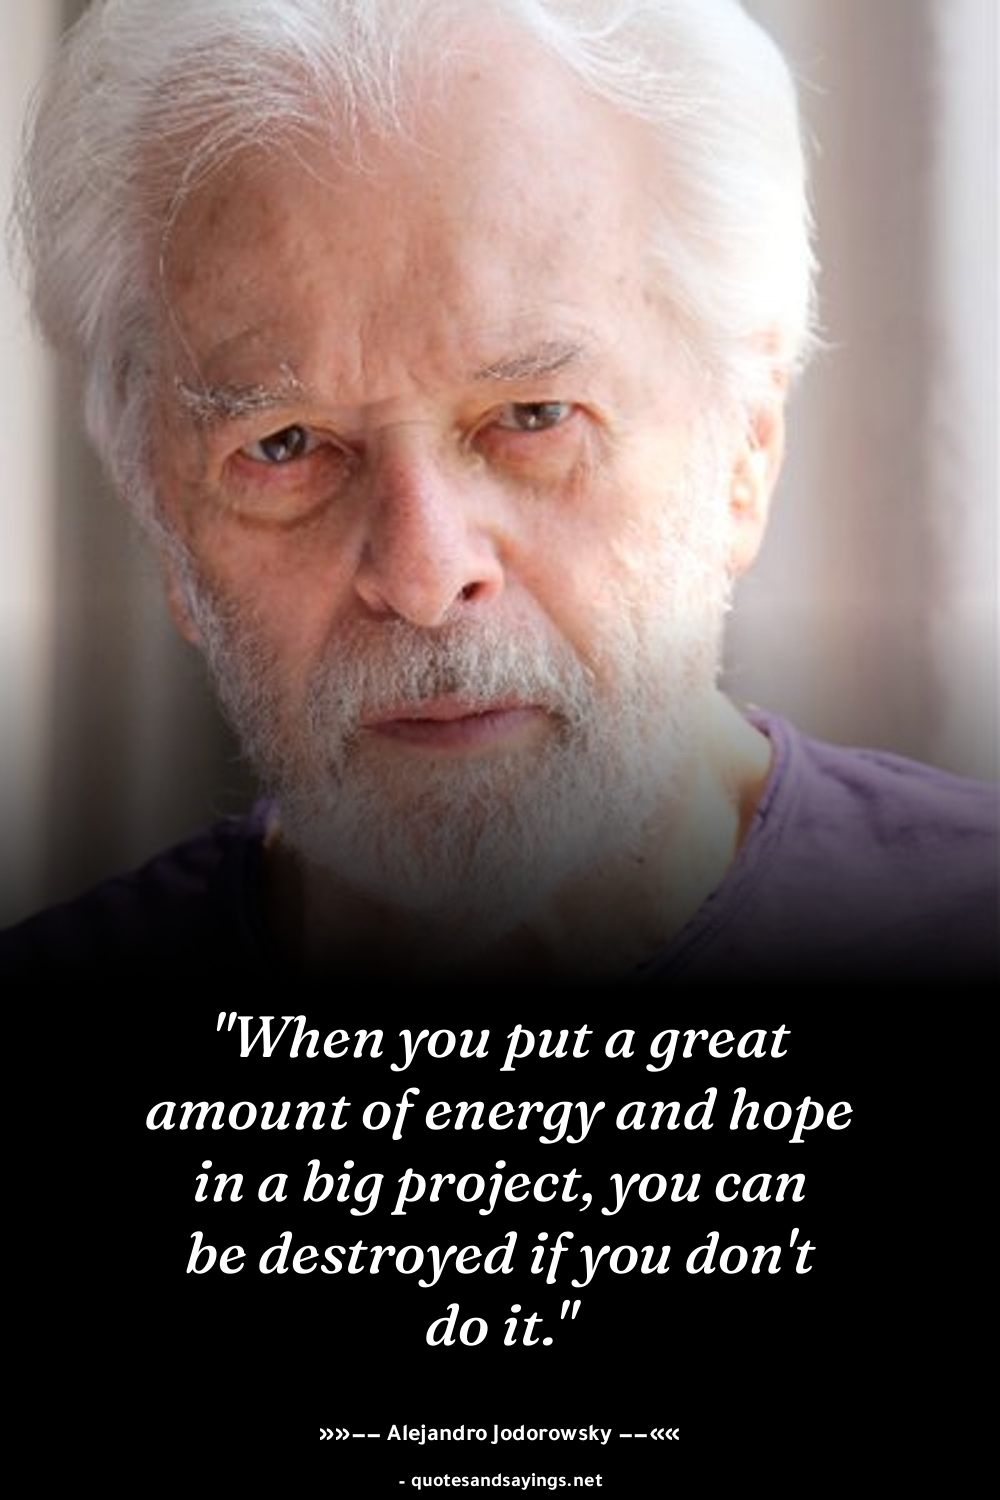 "When you put a great
amount of energy and hope
in a big project, you can
be destroyed if you don't
do it."
»»–– Alejandro Jodorowsky ––««
- quotesandsayings.net